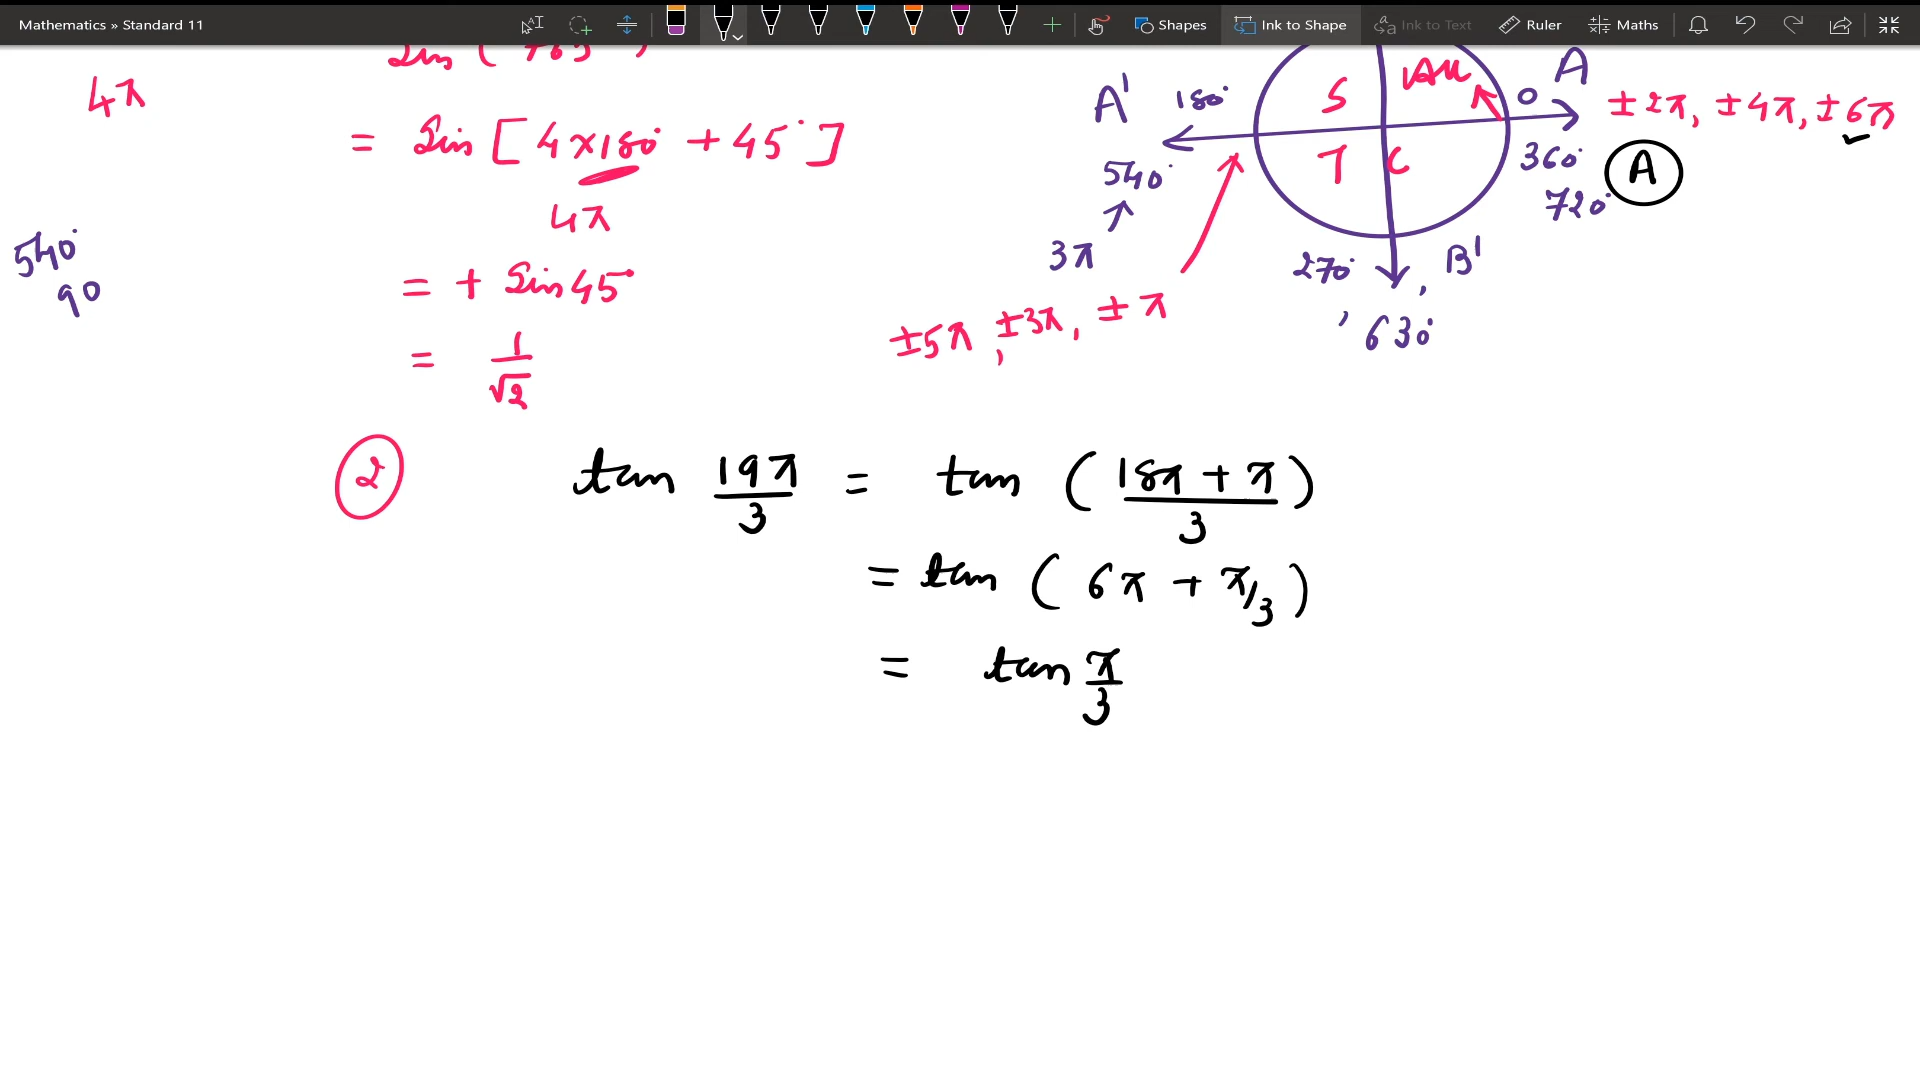 Mathematics » Standard 11
Shapes Ink to Shape Ink to Text Ruler Maths
4π
= Sin [ 4×180° + 45° ]
4π
540°
90
= + Sin 45°
= 1/√2
S All
T C
A' 180°
0 A
± 2π, ± 4π, ± 6π
540°
360° A
720°
3π
270° B'
, 630°
± 5π, ± 3π, ± π
2
tan 19π/3 = tan ( (18π + π)/3 )
= tan ( 6π + π/3 )
= tan π/3